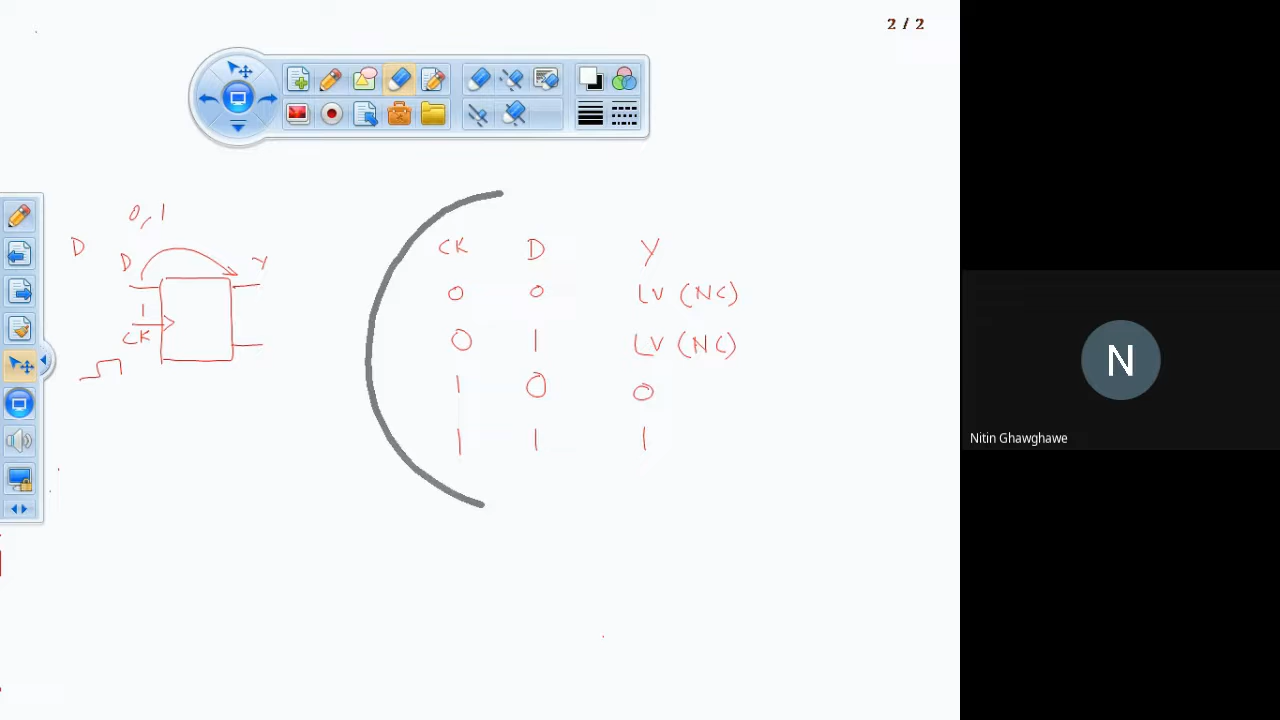 2 / 2
0, 1
D
D Y
1
CK
CK D Y
0 0 LV (NC)
0 1 LV (NC)
1 0 0
1 1 1
N
Nitin Ghawghawe